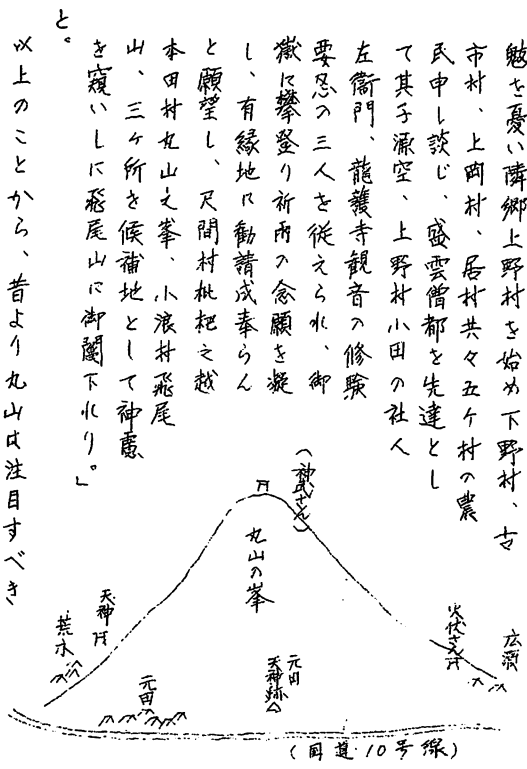 勉を憂い隣郷上野村を始め下野村、古
市村、上岡村、居村共々五ケ村の農
民申し談じ、盛雲僧都を先達とし
て其子源空、上野村小田の社人
左衞門、龍護寺観音の修験
要忍の三人を従えられ、御
嶽に攀登り祈雨の念願を凝
し、有縁地に勧請成奉らん
と願望し、尺間村枇杷之越
本田村丸山之峯、小浪村飛尾
山、三ケ所を候補地として神慮
を窺いしに飛尾山に御鬮下れり。」
と。
以上のことから、昔より丸山は注目すべき
(神武さん)
丸山の峯
天神
荒木
元田
元田
天神跡
火伏さん
(国道10号線)